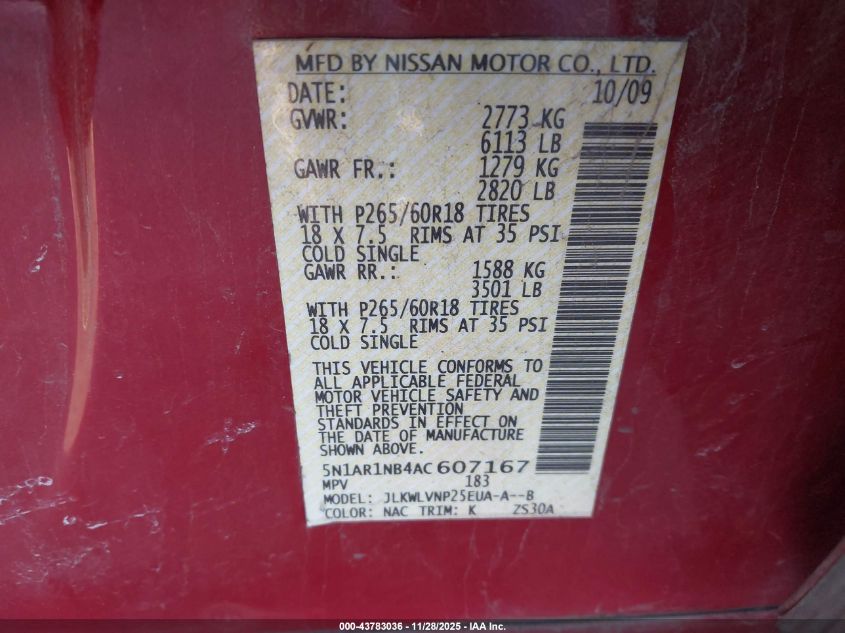 MFD BY NISSAN MOTOR CO., LTD.
DATE: 10/09
GVWR: 2773 KG
6113 LB
GAWR FR.: 1279 KG
2820 LB
WITH P265/60R18 TIRES
18 X 7.5 RIMS AT 35 PSI
COLD SINGLE
GAWR RR.: 1588 KG
3501 LB
WITH P265/60R18 TIRES
18 X 7.5 RIMS AT 35 PSI
COLD SINGLE
THIS VEHICLE CONFORMS TO
ALL APPLICABLE FEDERAL
MOTOR VEHICLE SAFETY AND
THEFT PREVENTION
STANDARDS IN EFFECT ON
THE DATE OF MANUFACTURE
SHOWN ABOVE.
5N1AR1NB4AC607167
MPV 183
MODEL: JLKWLVNP25EUA-A--B
COLOR: NAC TRIM: K ZS30A
000-43783036 - 11/28/2025 - IAA Inc.